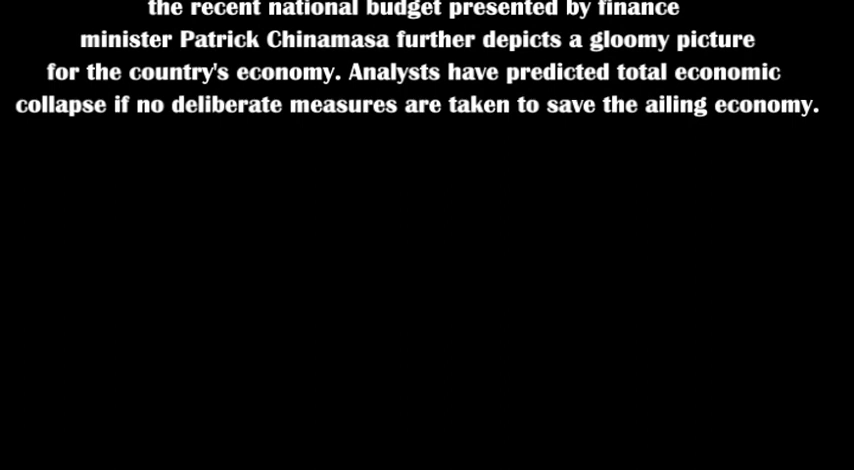 the recent national budget presented by finance
minister Patrick Chinamasa further depicts a gloomy picture
for the country's economy. Analysts have predicted total economic
collapse if no deliberate measures are taken to save the ailing economy.